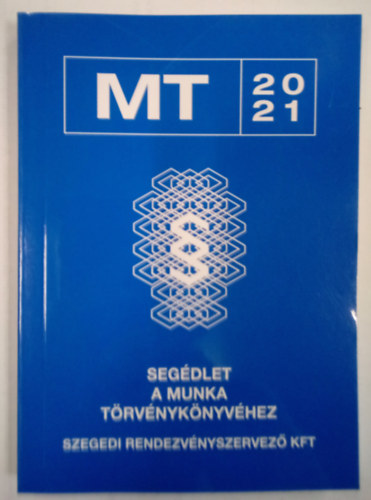 MT
20
21
§
SEGÉDLET
A MUNKA
TÖRVÉNYKÖNYVÉHEZ
SZEGEDI RENDEZVÉNYSZERVEZŐ KFT